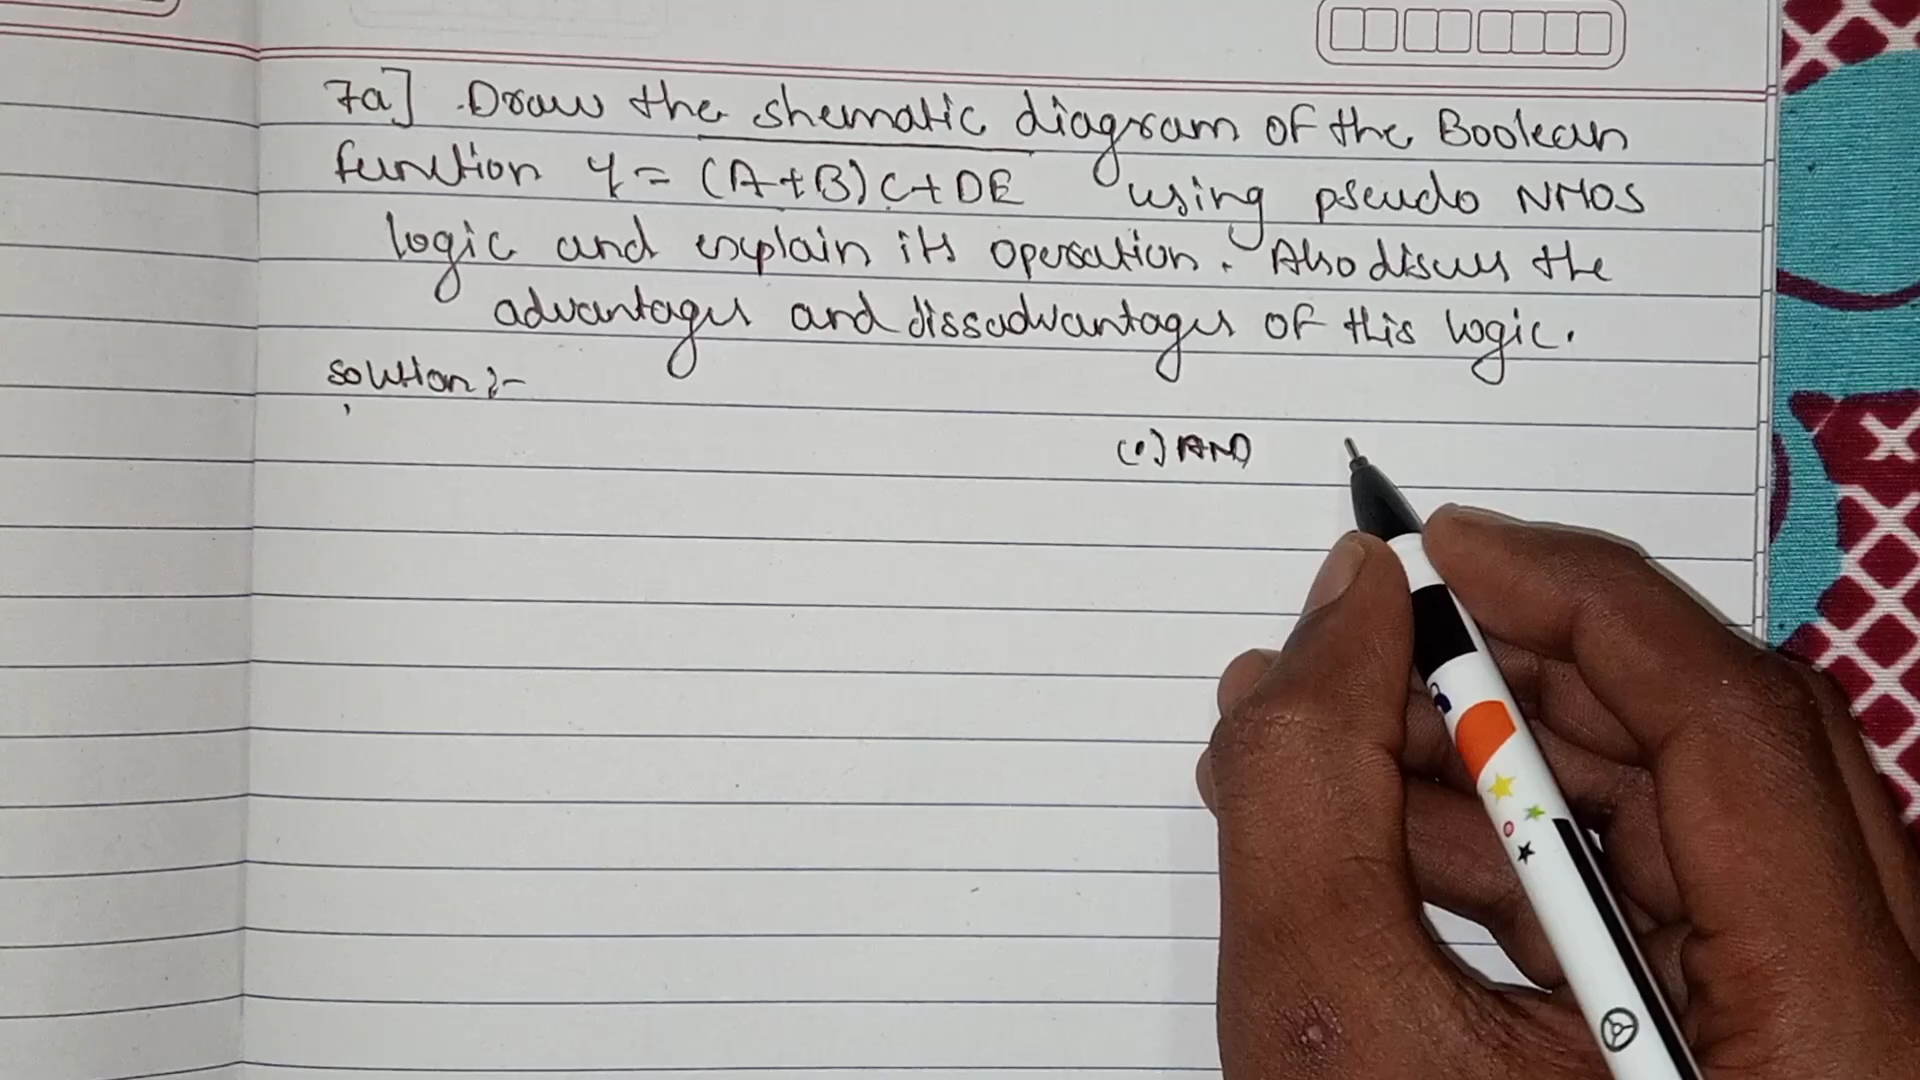 7a] Draw the shematic diagram of the Boolean
function Y = (A+B)C+DE using pseudo NMOS
logic and explain its operation. Also discuss the
advantages and dissadvantages of this logic.
solution :-
(•) AND